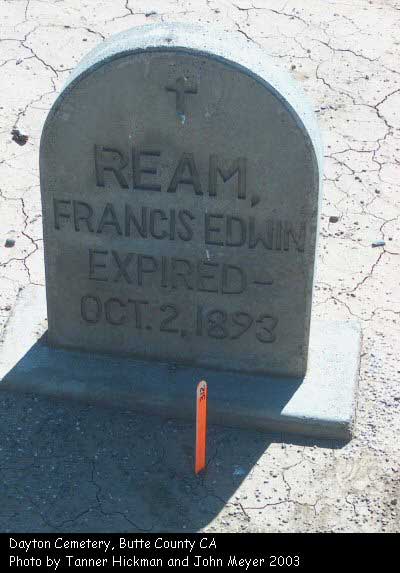 REAM,
FRANCIS EDWIN
EXPIRED-
OCT. 2, 1893
Dayton Cemetery, Butte County CA
Photo by Tanner Hickman and John Meyer 2003